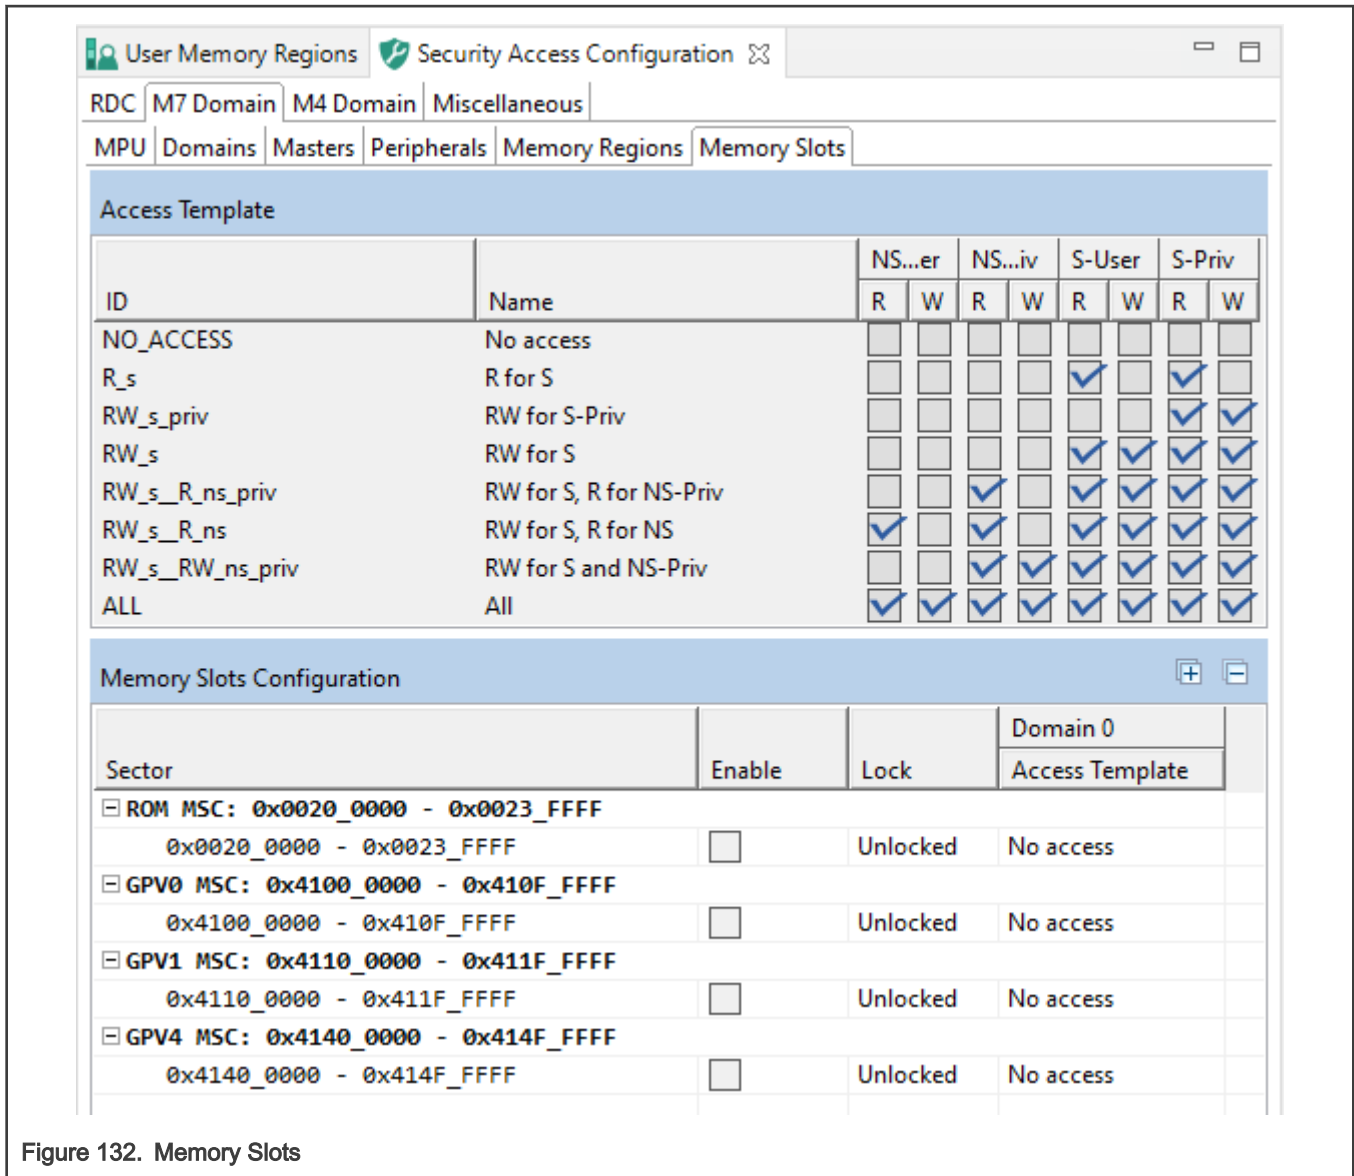 User Memory Regions Security Access Configuration
RDC M7 Domain M4 Domain Miscellaneous
MPU Domains Masters Peripherals Memory Regions Memory Slots
Access Template
NS...er NS...iv S-User S-Priv
ID Name R W R W R W R W
NO_ACCESS No access
R_s R for S
RW_s_priv RW for S-Priv
RW_s RW for S
RW_s__R_ns_priv RW for S, R for NS-Priv
RW_s__R_ns RW for S, R for NS
RW_s__RW_ns_priv RW for S and NS-Priv
ALL All
Memory Slots Configuration
Domain 0
Sector Enable Lock Access Template
ROM MSC: 0x0020_0000 - 0x0023_FFFF
0x0020_0000 - 0x0023_FFFF Unlocked No access
GPV0 MSC: 0x4100_0000 - 0x410F_FFFF
0x4100_0000 - 0x410F_FFFF Unlocked No access
GPV1 MSC: 0x4110_0000 - 0x411F_FFFF
0x4110_0000 - 0x411F_FFFF Unlocked No access
GPV4 MSC: 0x4140_0000 - 0x414F_FFFF
0x4140_0000 - 0x414F_FFFF Unlocked No access
Figure 132. Memory Slots